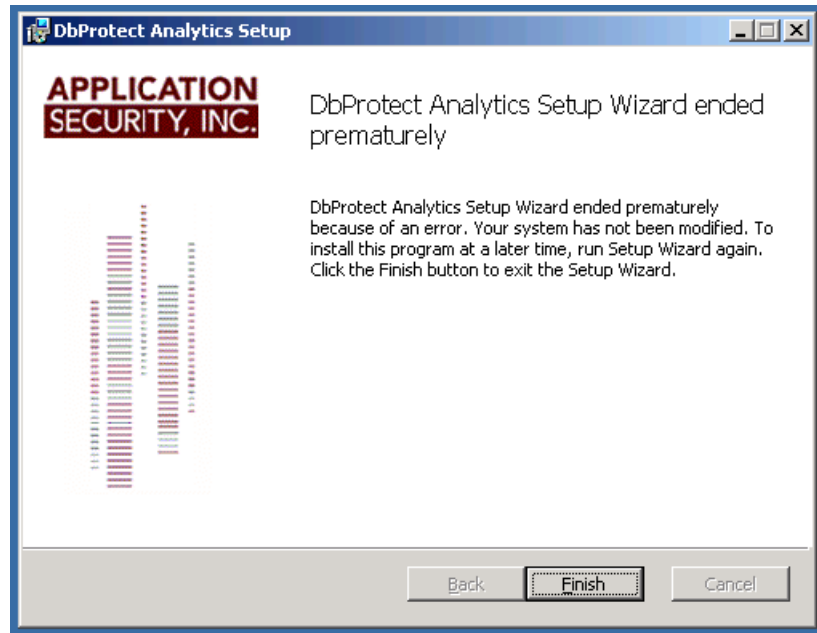 DbProtect Analytics Setup
APPLICATION
SECURITY, INC.
DbProtect Analytics Setup Wizard ended
prematurely
DbProtect Analytics Setup Wizard ended prematurely
because of an error. Your system has not been modified. To
install this program at a later time, run Setup Wizard again.
Click the Finish button to exit the Setup Wizard.
Back Finish Cancel